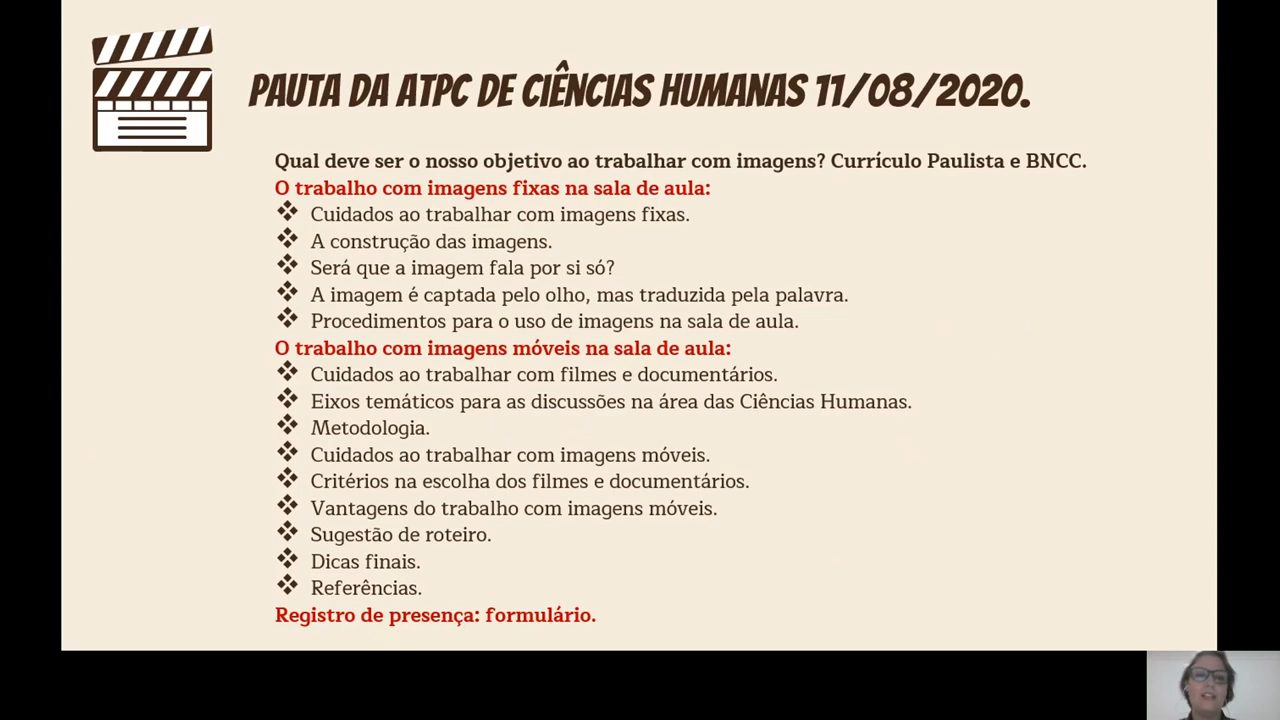 PAUTA DA ATPC DE CIÊNCIAS HUMANAS 11/08/2020.
Qual deve ser o nosso objetivo ao trabalhar com imagens? Currículo Paulista e BNCC.
O trabalho com imagens fixas na sala de aula:
❖ Cuidados ao trabalhar com imagens fixas.
❖ A construção das imagens.
❖ Será que a imagem fala por si só?
❖ A imagem é captada pelo olho, mas traduzida pela palavra.
❖ Procedimentos para o uso de imagens na sala de aula.
O trabalho com imagens móveis na sala de aula:
❖ Cuidados ao trabalhar com filmes e documentários.
❖ Eixos temáticos para as discussões na área das Ciências Humanas.
❖ Metodologia.
❖ Cuidados ao trabalhar com imagens móveis.
❖ Critérios na escolha dos filmes e documentários.
❖ Vantagens do trabalho com imagens móveis.
❖ Sugestão de roteiro.
❖ Dicas finais.
❖ Referências.
Registro de presença: formulário.